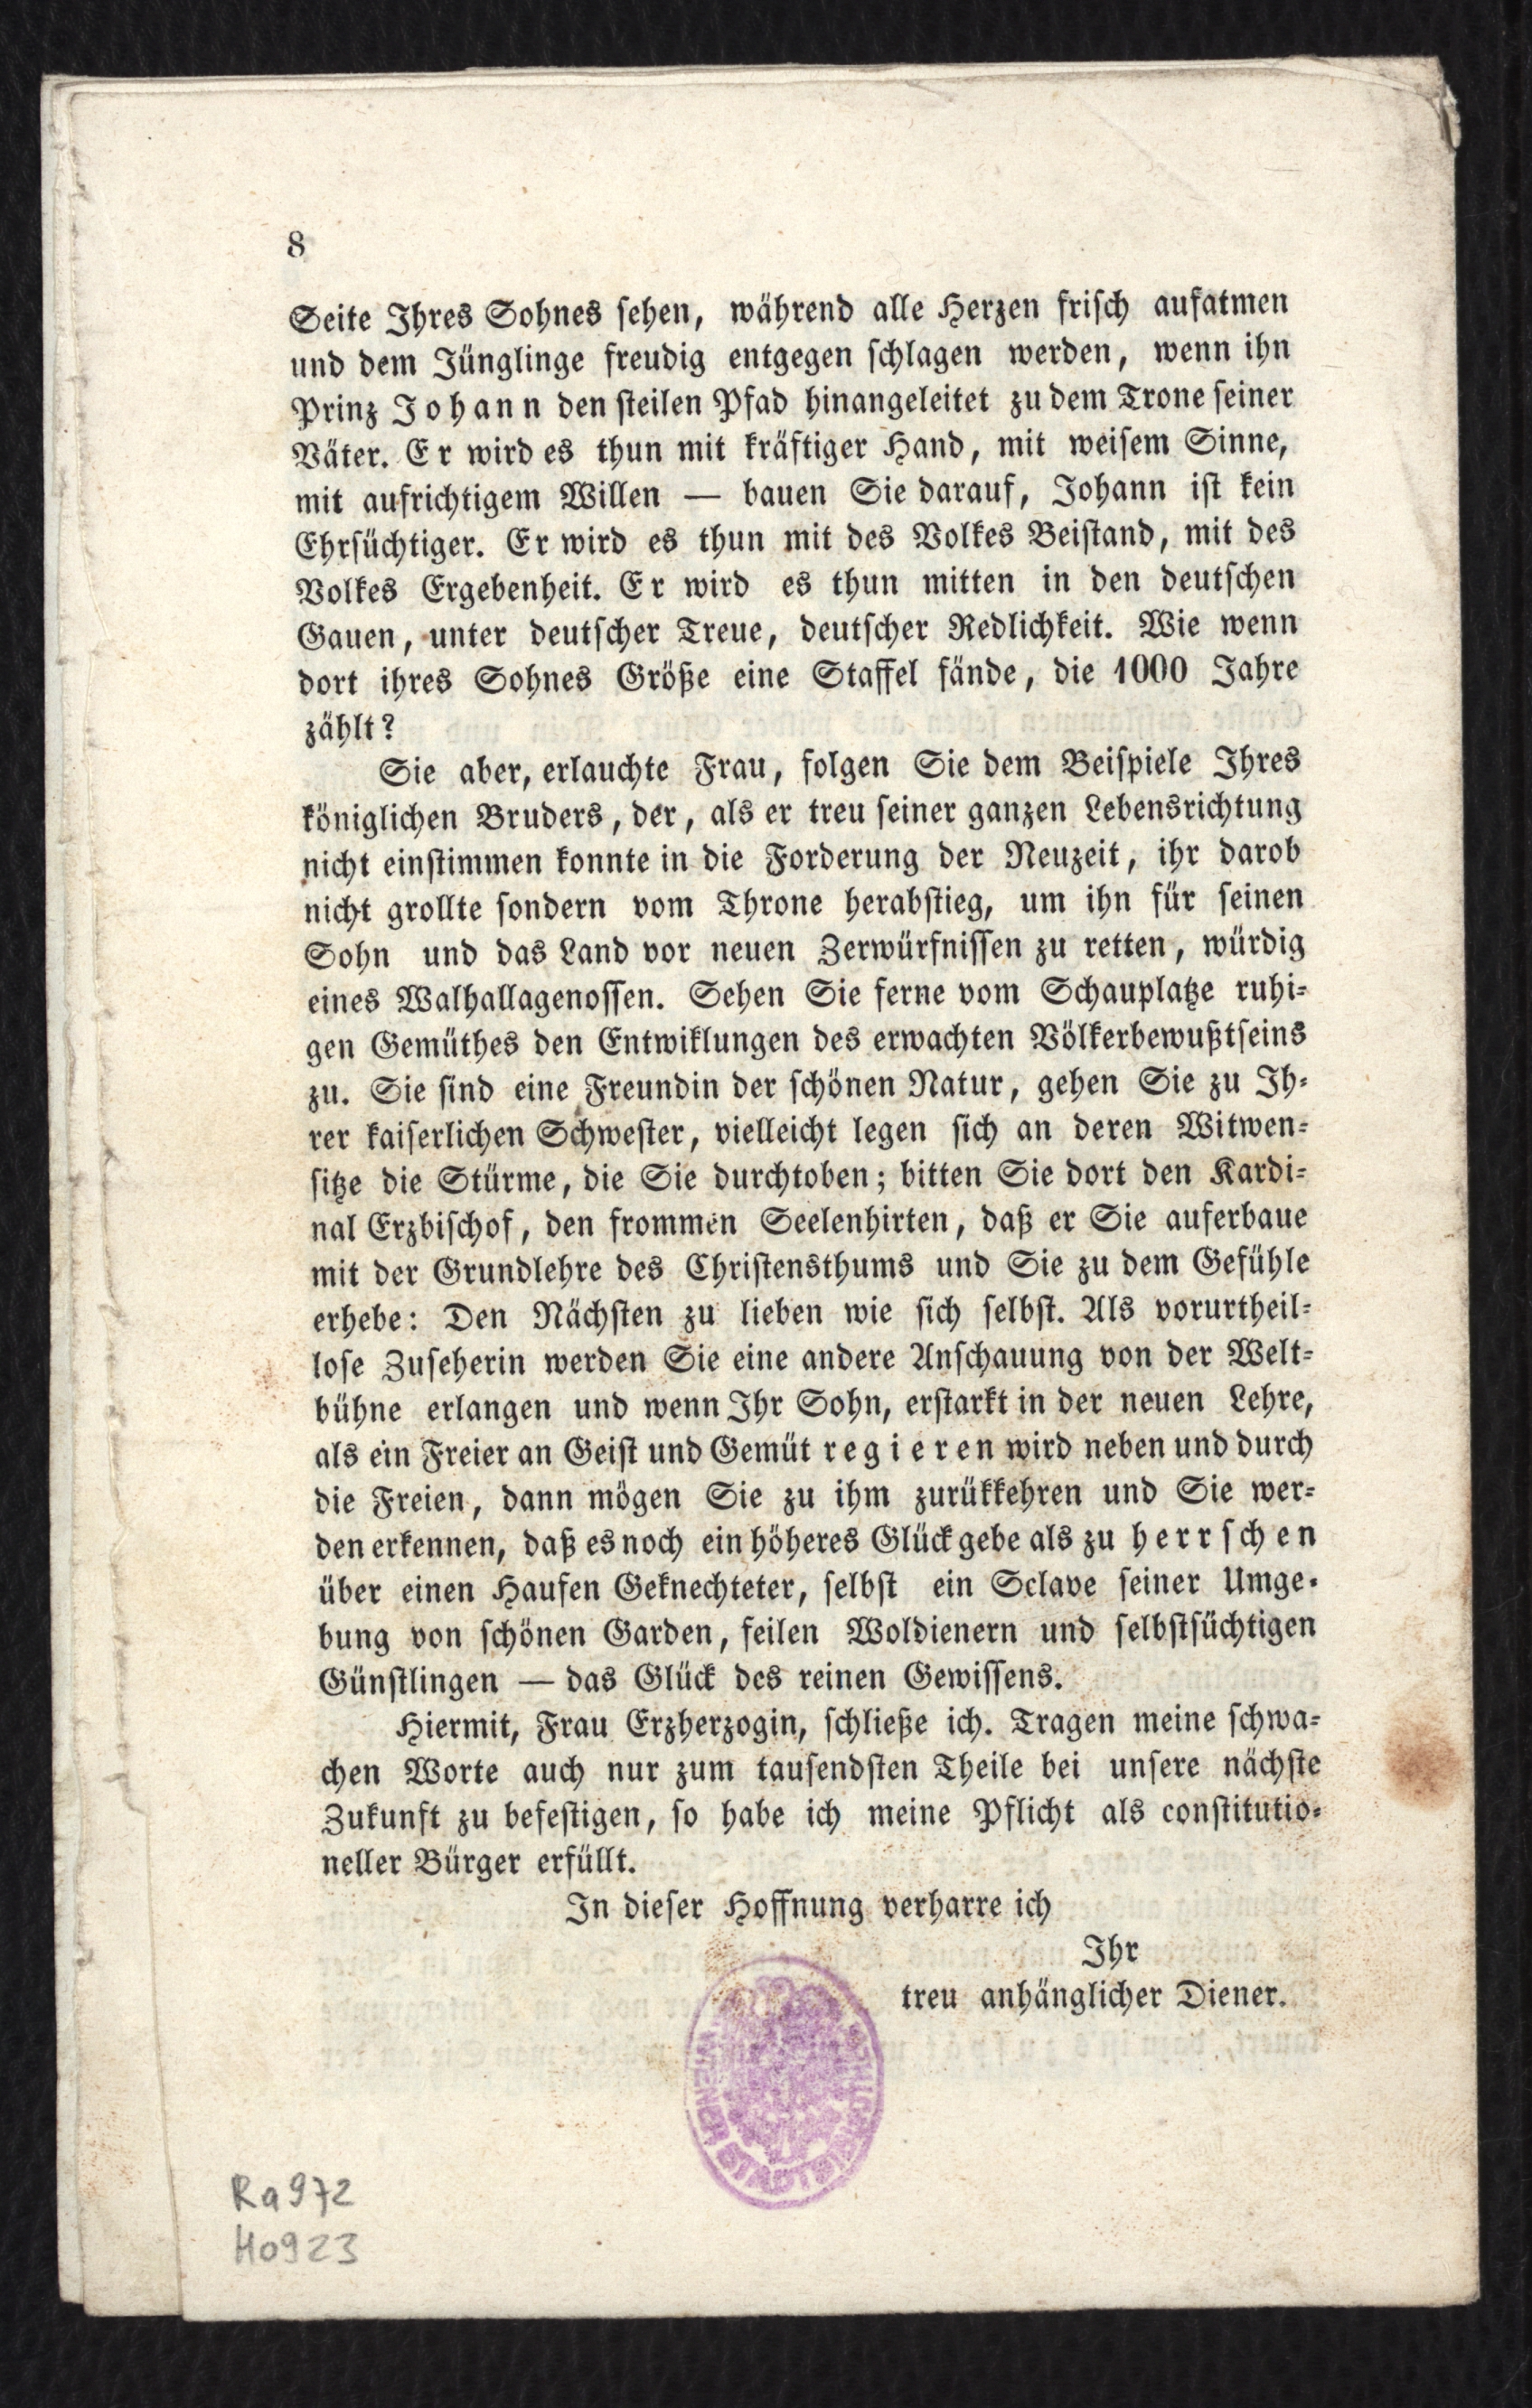 8
Seite Ihres Sohnes sehen, während alle Herzen frisch aufatmen
und dem Jünglinge freudig entgegen schlagen werden, wenn ihn
Prinz Johann den steilen Pfad hinangeleitet zu dem Trone seiner
Väter. Er wird es thun mit kräftiger Hand, mit weisem Sinne,
mit aufrichtigem Willen — bauen Sie darauf, Johann ist kein
Ehrsüchtiger. Er wird es thun mit des Volkes Beistand, mit des
Volkes Ergebenheit. Er wird es thun mitten in den deutschen
Gauen, unter deutscher Treue, deutscher Redlichkeit. Wie wenn
dort ihres Sohnes Größe eine Staffel fände, die 1000 Jahre
zählt?
Sie aber, erlauchte Frau, folgen Sie dem Beispiele Ihres
königlichen Bruders, der, als er treu seiner ganzen Lebensrichtung
nicht einstimmen konnte in die Forderung der Neuzeit, ihr darob
nicht grollte sondern vom Throne herabstieg, um ihn für seinen
Sohn und das Land vor neuen Zerwürfnissen zu retten, würdig
eines Walhallagenossen. Sehen Sie ferne vom Schauplatze ruhi-
gen Gemüthes den Entwiklungen des erwachten Völkerbewußtseins
zu. Sie sind eine Freundin der schönen Natur, gehen Sie zu Ih-
rer kaiserlichen Schwester, vielleicht legen sich an deren Witwen-
sitze die Stürme, die Sie durchtoben; bitten Sie dort den Kardi-
nal Erzbischof, den frommen Seelenhirten, daß er Sie auferbaue
mit der Grundlehre des Christensthums und Sie zu dem Gefühle
erhebe: Den Nächsten zu lieben wie sich selbst. Als vorurtheil-
lose Zuseherin werden Sie eine andere Anschauung von der Welt-
bühne erlangen und wenn Ihr Sohn, erstarkt in der neuen Lehre,
als ein Freier an Geist und Gemüt regieren wird neben und durch
die Freien, dann mögen Sie zu ihm zurükkehren und Sie wer-
den erkennen, daß es noch ein höheres Glück gebe als zu herrschen
über einen Haufen Geknechteter, selbst ein Sclave seiner Umge-
bung von schönen Garden, feilen Woldienern und selbstsüchtigen
Günstlingen — das Glück des reinen Gewissens.
Hiermit, Frau Erzherzogin, schließe ich. Tragen meine schwa-
chen Worte auch nur zum tausendsten Theile bei unsere nächste
Zukunft zu befestigen, so habe ich meine Pflicht als constitutio-
neller Bürger erfüllt.
In dieser Hoffnung verharre ich
Ihr
treu anhänglicher Diener.
Ra 972
Ho 923